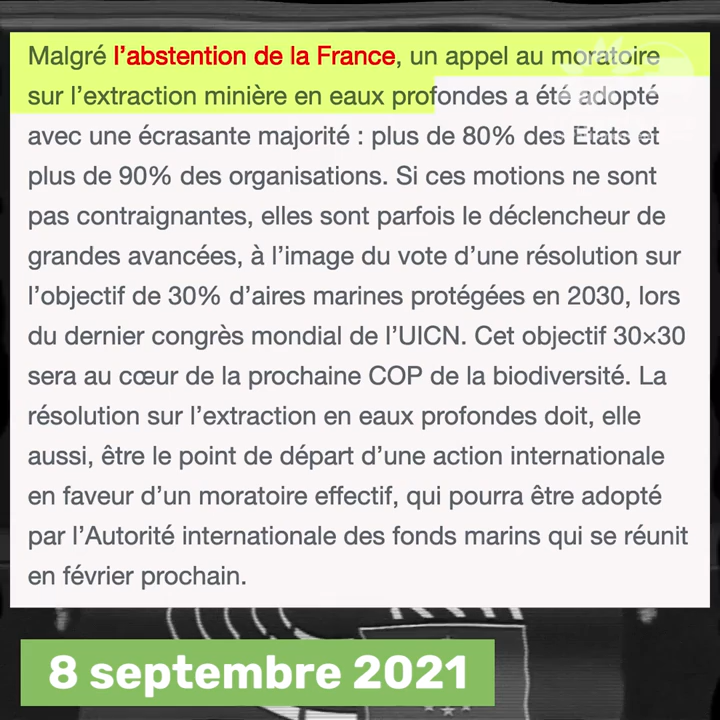 Malgré l’abstention de la France, un appel au moratoire
sur l’extraction minière en eaux profondes a été adopté
avec une écrasante majorité : plus de 80% des Etats et
plus de 90% des organisations. Si ces motions ne sont
pas contraignantes, elles sont parfois le déclencheur de
grandes avancées, à l’image du vote d’une résolution sur
l’objectif de 30% d’aires marines protégées en 2030, lors
du dernier congrès mondial de l’UICN. Cet objectif 30×30
sera au cœur de la prochaine COP de la biodiversité. La
résolution sur l’extraction en eaux profondes doit, elle
aussi, être le point de départ d’une action internationale
en faveur d’un moratoire effectif, qui pourra être adopté
par l’Autorité internationale des fonds marins qui se réunit
en février prochain.
8 septembre 2021